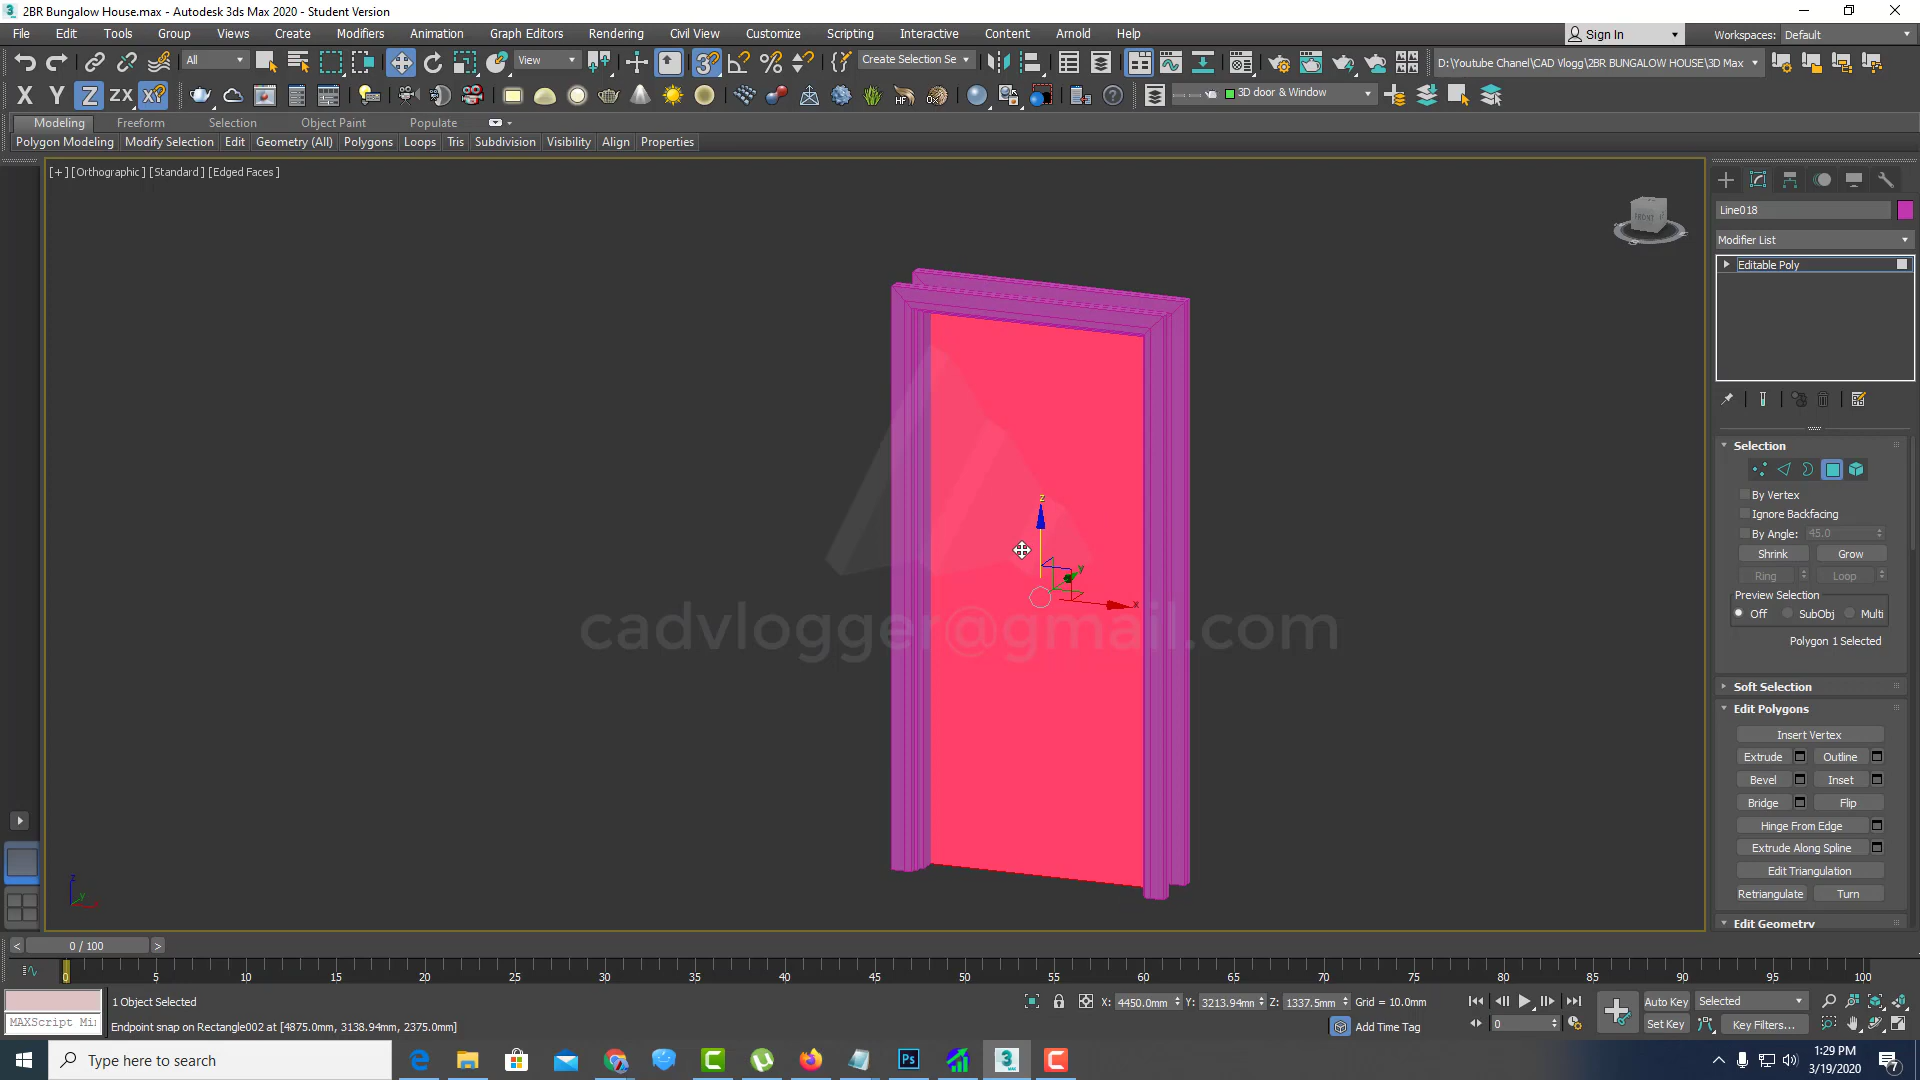 2BR Bungalow House.max - Autodesk 3ds Max 2020 - Student Version
File Edit Tools Group Views Create Modifiers Animation Graph Editors Rendering Civil View Customize Scripting Interactive Content Arnold Help
Sign In
Workspaces: Default
All
View
Create Selection Se
D:\Youtube Chanel\CAD Vlogg\2BR BUNGALOW HOUSE\3D Max
X Y Z ZX XY
3D door & Window
Modeling Freeform Selection Object Paint Populate
Polygon Modeling Modify Selection Edit Geometry (All) Polygons Loops Tris Subdivision Visibility Align Properties
[+] [Orthographic] [Standard] [Edged Faces]
FRONT
Line018
Modifier List
Editable Poly
Selection
By Vertex
Ignore Backfacing
By Angle: 45.0
Shrink Grow
Ring Loop
Preview Selection
Off SubObj Multi
Polygon 1 Selected
Soft Selection
Edit Polygons
Insert Vertex
Extrude Outline
Bevel Inset
Bridge Flip
Hinge From Edge
Extrude Along Spline
Edit Triangulation
Retriangulate Turn
Edit Geometry
z
y
x
cadvlogger@gmail.com
z
y
< 0 / 100 >
0 5 10 15 20 25 30 35 40 45 50 55 60 65 70 75 80 85 90 95 100
1 Object Selected
X: 4450.0mm Y: 3213.94mm Z: 1337.5mm Grid = 10.0mm
Auto Key Selected
MAXScript Mi
Endpoint snap on Rectangle002 at [4875.0mm, 3138.94mm, 2375.0mm]
Add Time Tag
0
Set Key Key Filters...
Type here to search
1:29 PM
3/19/2020
7